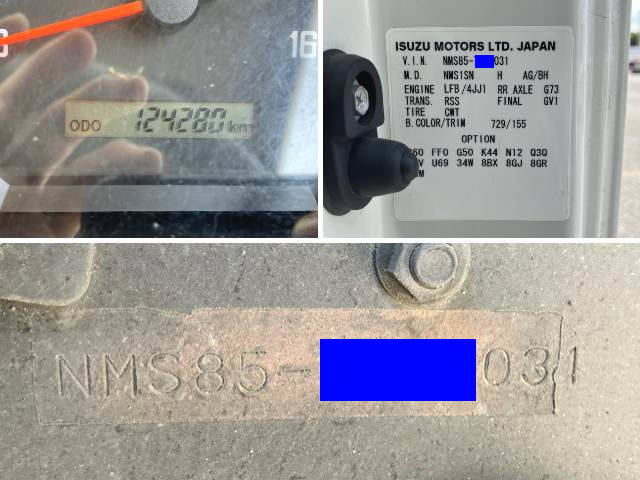 16
ODO 124280 km
ISUZU MOTORS LTD. JAPAN
V.I.N. NMS85- 031
M.D. NMS1SN H AG/BH
ENGINE LFB /4JJ1 RR AXLE G73
TRANS. RSS FINAL GV1
TIRE CWT
B.COLOR/TRIM 729/155
OPTION
FF0 G50 K44 N12 Q3Q
U69 34W 8BX 8GJ 8GR
NMS85- 031